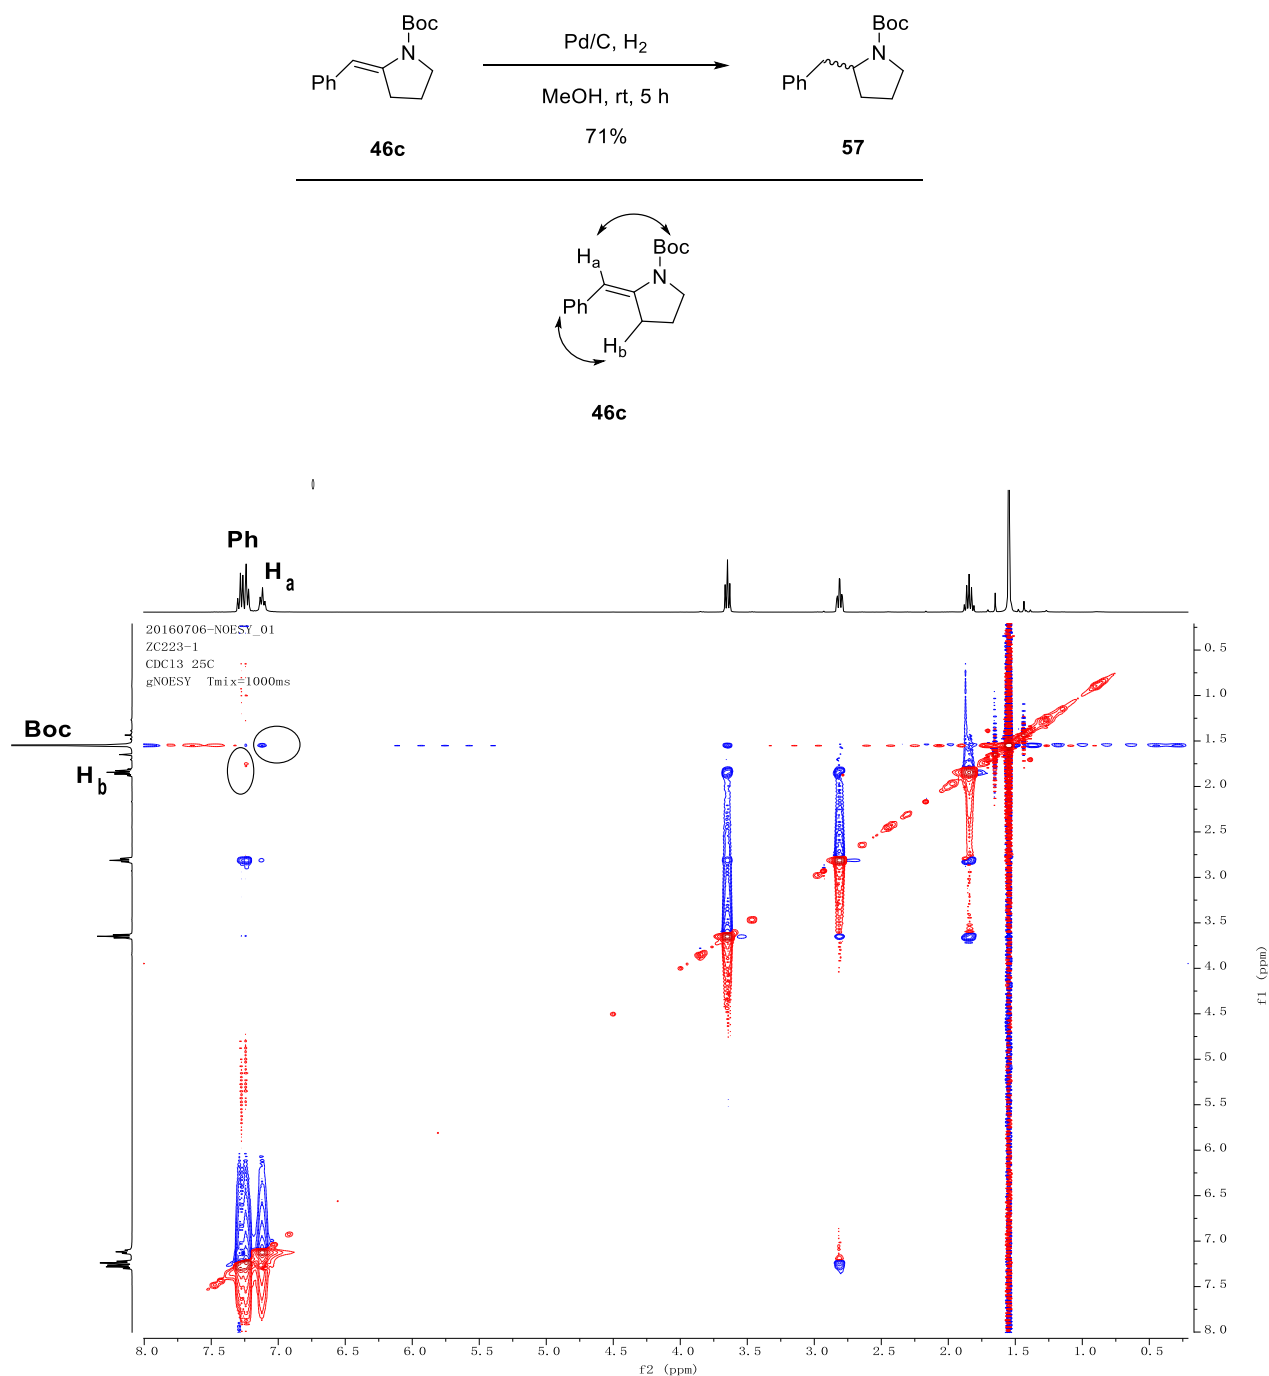 Boc
N
Ph
Pd/C, H2
MeOH, rt, 5 h
71%
Boc
N
Ph
46c
57
Boc
Ha
N
Ph
Hb
46c
Ph
Ha
20160706-NOESY_01
ZC223-1
CDCl3 25C
gNOESY Tmix=1000ms
Boc
Hb
0.5
1.0
1.5
2.0
2.5
3.0
3.5
4.0
4.5
5.0
5.5
6.0
6.5
7.0
7.5
8.0
f1 (ppm)
8.0 7.5 7.0 6.5 6.0 5.5 5.0 4.5 4.0 3.5 3.0 2.5 2.0 1.5 1.0 0.5
f2 (ppm)